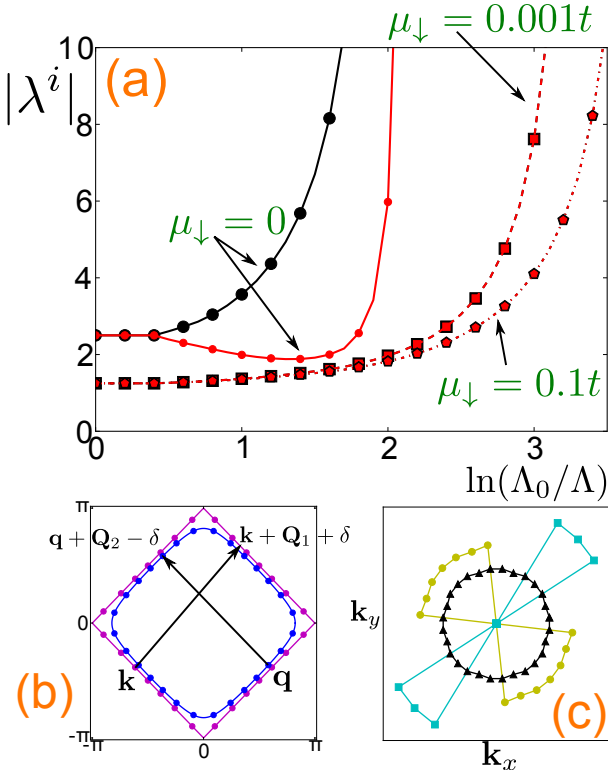 10
8
6
4
2
0
0
1
2
3
|λ^i|
(a)
μ↓ = 0.001t
μ↓ = 0
μ↓ = 0.1t
ln(Λ₀/Λ)
π
0
-π
-π
0
π
q + Q₂ − δ
k + Q₁ + δ
k
q
(b)
k_y
k_x
(c)